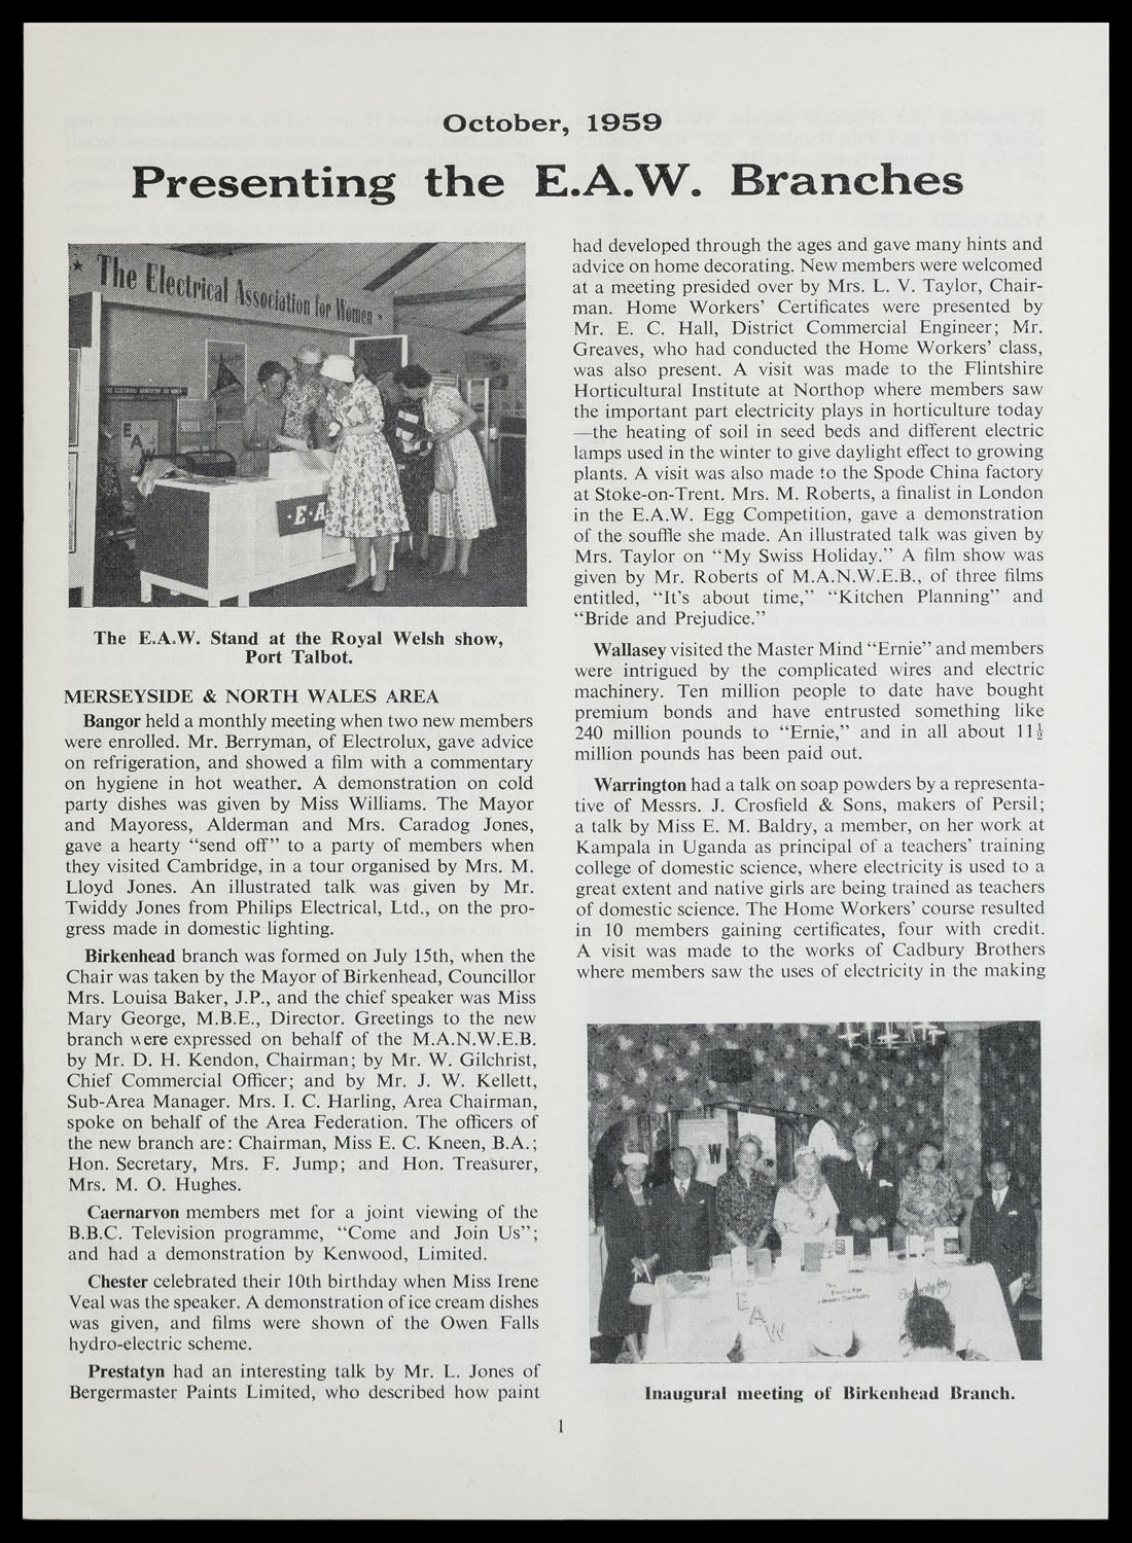 October, 1959
Presenting the E.A.W. Branches
The Electrical Association for Women
E
A
W
E·A
The E.A.W. Stand at the Royal Welsh show,
Port Talbot.
MERSEYSIDE & NORTH WALES AREA
Bangor held a monthly meeting when two new members
were enrolled. Mr. Berryman, of Electrolux, gave advice
on refrigeration, and showed a film with a commentary
on hygiene in hot weather. A demonstration on cold
party dishes was given by Miss Williams. The Mayor
and Mayoress, Alderman and Mrs. Caradog Jones,
gave a hearty “send off” to a party of members when
they visited Cambridge, in a tour organised by Mrs. M.
Lloyd Jones. An illustrated talk was given by Mr.
Twiddy Jones from Philips Electrical, Ltd., on the pro-
gress made in domestic lighting.
Birkenhead branch was formed on July 15th, when the
Chair was taken by the Mayor of Birkenhead, Councillor
Mrs. Louisa Baker, J.P., and the chief speaker was Miss
Mary George, M.B.E., Director. Greetings to the new
branch were expressed on behalf of the M.A.N.W.E.B.
by Mr. D. H. Kendon, Chairman; by Mr. W. Gilchrist,
Chief Commercial Officer; and by Mr. J. W. Kellett,
Sub-Area Manager. Mrs. I. C. Harling, Area Chairman,
spoke on behalf of the Area Federation. The officers of
the new branch are: Chairman, Miss E. C. Kneen, B.A.;
Hon. Secretary, Mrs. F. Jump; and Hon. Treasurer,
Mrs. M. O. Hughes.
Caernarvon members met for a joint viewing of the
B.B.C. Television programme, “Come and Join Us”;
and had a demonstration by Kenwood, Limited.
Chester celebrated their 10th birthday when Miss Irene
Veal was the speaker. A demonstration of ice cream dishes
was given, and films were shown of the Owen Falls
hydro-electric scheme.
Prestatyn had an interesting talk by Mr. L. Jones of
Bergermaster Paints Limited, who described how paint
had developed through the ages and gave many hints and
advice on home decorating. New members were welcomed
at a meeting presided over by Mrs. L. V. Taylor, Chair-
man. Home Workers’ Certificates were presented by
Mr. E. C. Hall, District Commercial Engineer; Mr.
Greaves, who had conducted the Home Workers’ class,
was also present. A visit was made to the Flintshire
Horticultural Institute at Northop where members saw
the important part electricity plays in horticulture today
—the heating of soil in seed beds and different electric
lamps used in the winter to give daylight effect to growing
plants. A visit was also made to the Spode China factory
at Stoke-on-Trent. Mrs. M. Roberts, a finalist in London
in the E.A.W. Egg Competition, gave a demonstration
of the souffle she made. An illustrated talk was given by
Mrs. Taylor on “My Swiss Holiday.” A film show was
given by Mr. Roberts of M.A.N.W.E.B., of three films
entitled, “It’s about time,” “Kitchen Planning” and
“Bride and Prejudice.”
Wallasey visited the Master Mind “Ernie” and members
were intrigued by the complicated wires and electric
machinery. Ten million people to date have bought
premium bonds and have entrusted something like
240 million pounds to “Ernie,” and in all about 11½
million pounds has been paid out.
Warrington had a talk on soap powders by a representa-
tive of Messrs. J. Crosfield & Sons, makers of Persil;
a talk by Miss E. M. Baldry, a member, on her work at
Kampala in Uganda as principal of a teachers’ training
college of domestic science, where electricity is used to a
great extent and native girls are being trained as teachers
of domestic science. The Home Workers’ course resulted
in 10 members gaining certificates, four with credit.
A visit was made to the works of Cadbury Brothers
where members saw the uses of electricity in the making
W
E
A
W
Inaugural meeting of Birkenhead Branch.
1